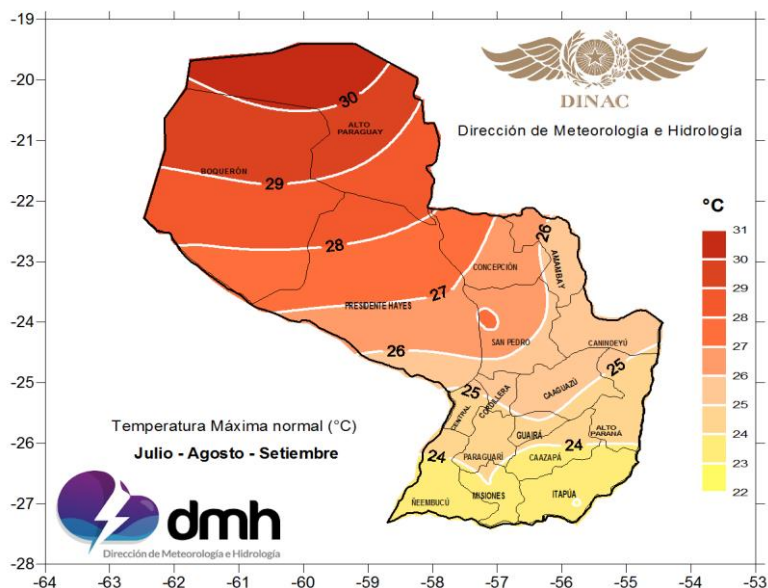 -19
-20
-21
-22
-23
-24
-25
-26
-27
-28
-64 -63 -62 -61 -60 -59 -58 -57 -56 -55 -54 -53
DINAC
Dirección de Meteorología e Hidrología
30
ALTO
PARAGUAY
BOQUERÓN
29
28
26
AMAMBAY
CONCEPCIÓN
27
PRESIDENTE HAYES
SAN PEDRO
CANINDEYÚ
26
25
25
CAAGUAZÚ
CORDILLERA
CENTRAL
ALTO
PARANÁ
GUAIRÁ
24
24
PARAGUARÍ
CAAZAPÁ
ÑEEMBUCÚ
MISIONES
ITAPÚA
°C
31
30
29
28
27
26
25
24
23
22
Temperatura Máxima normal (°C)
Julio - Agosto - Setiembre
dmh
Dirección de Meteorología e Hidrología